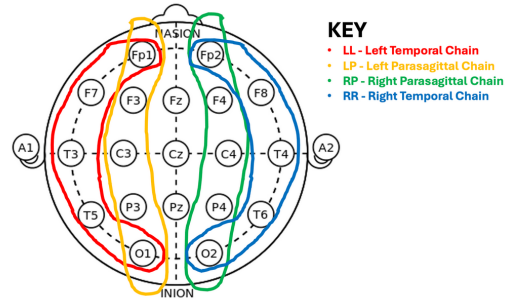 NASION
Fp1 Fp2
F7 F3 Fz F4 F8
A1 T3 C3 Cz C4 T4 A2
T5 P3 Pz P4 T6
O1 O2
INION
KEY
• LL - Left Temporal Chain
• LP - Left Parasagittal Chain
• RP - Right Parasagittal Chain
• RR - Right Temporal Chain